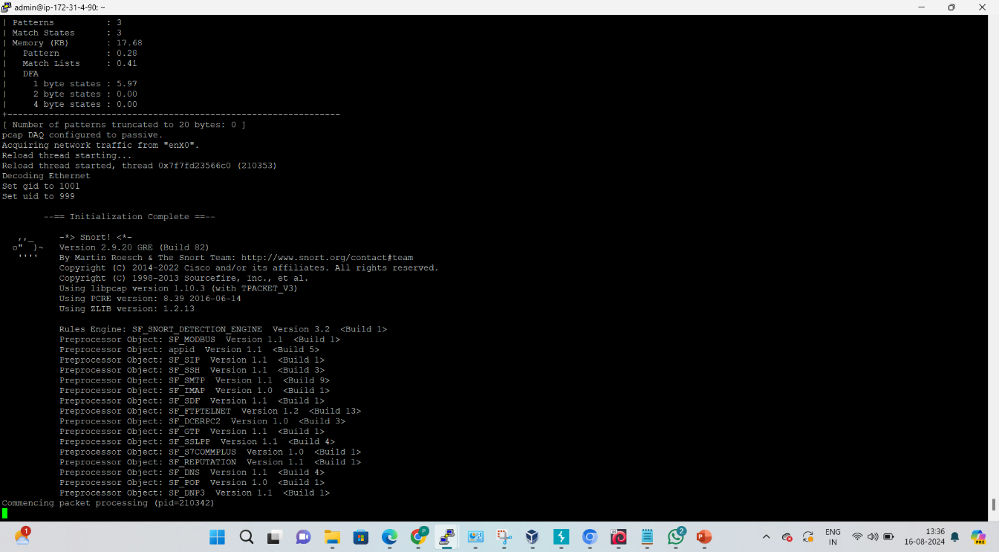 admin@ip-172-31-4-90: ~
| Patterns : 3
| Match States : 3
| Memory (KB) : 17.68
| Pattern : 0.28
| Match Lists : 0.41
| DFA
| 1 byte states : 5.97
| 2 byte states : 0.00
| 4 byte states : 0.00
+----------------------------------------------------------------
[ Number of patterns truncated to 20 bytes: 0 ]
pcap DAQ configured to passive.
Acquiring network traffic from "enX0".
Reload thread starting...
Reload thread started, thread 0x7f7fd23566c0 (210353)
Decoding Ethernet
Set gid to 1001
Set uid to 999
--== Initialization Complete ==--
,,_ -*> Snort! <*-
o" )~ Version 2.9.20 GRE (Build 82)
'''' By Martin Roesch & The Snort Team: http://www.snort.org/contact#team
Copyright (C) 2014-2022 Cisco and/or its affiliates. All rights reserved.
Copyright (C) 1998-2013 Sourcefire, Inc., et al.
Using libpcap version 1.10.3 (with TPACKET_V3)
Using PCRE version: 8.39 2016-06-14
Using ZLIB version: 1.2.13
Rules Engine: SF_SNORT_DETECTION_ENGINE Version 3.2 <Build 1>
Preprocessor Object: SF_MODBUS Version 1.1 <Build 1>
Preprocessor Object: appid Version 1.1 <Build 5>
Preprocessor Object: SF_SIP Version 1.1 <Build 1>
Preprocessor Object: SF_SSH Version 1.1 <Build 3>
Preprocessor Object: SF_SMTP Version 1.1 <Build 9>
Preprocessor Object: SF_IMAP Version 1.0 <Build 1>
Preprocessor Object: SF_SDF Version 1.1 <Build 1>
Preprocessor Object: SF_FTPTELNET Version 1.2 <Build 13>
Preprocessor Object: SF_DCERPC2 Version 1.0 <Build 3>
Preprocessor Object: SF_GTP Version 1.1 <Build 1>
Preprocessor Object: SF_SSLPP Version 1.1 <Build 4>
Preprocessor Object: SF_S7COMMPLUS Version 1.0 <Build 1>
Preprocessor Object: SF_REPUTATION Version 1.1 <Build 1>
Preprocessor Object: SF_DNS Version 1.1 <Build 4>
Preprocessor Object: SF_POP Version 1.0 <Build 1>
Preprocessor Object: SF_DNP3 Version 1.1 <Build 1>
Commencing packet processing (pid=210342)
1
P
2
P
ENG
IN
13:36
16-08-2024
PRE